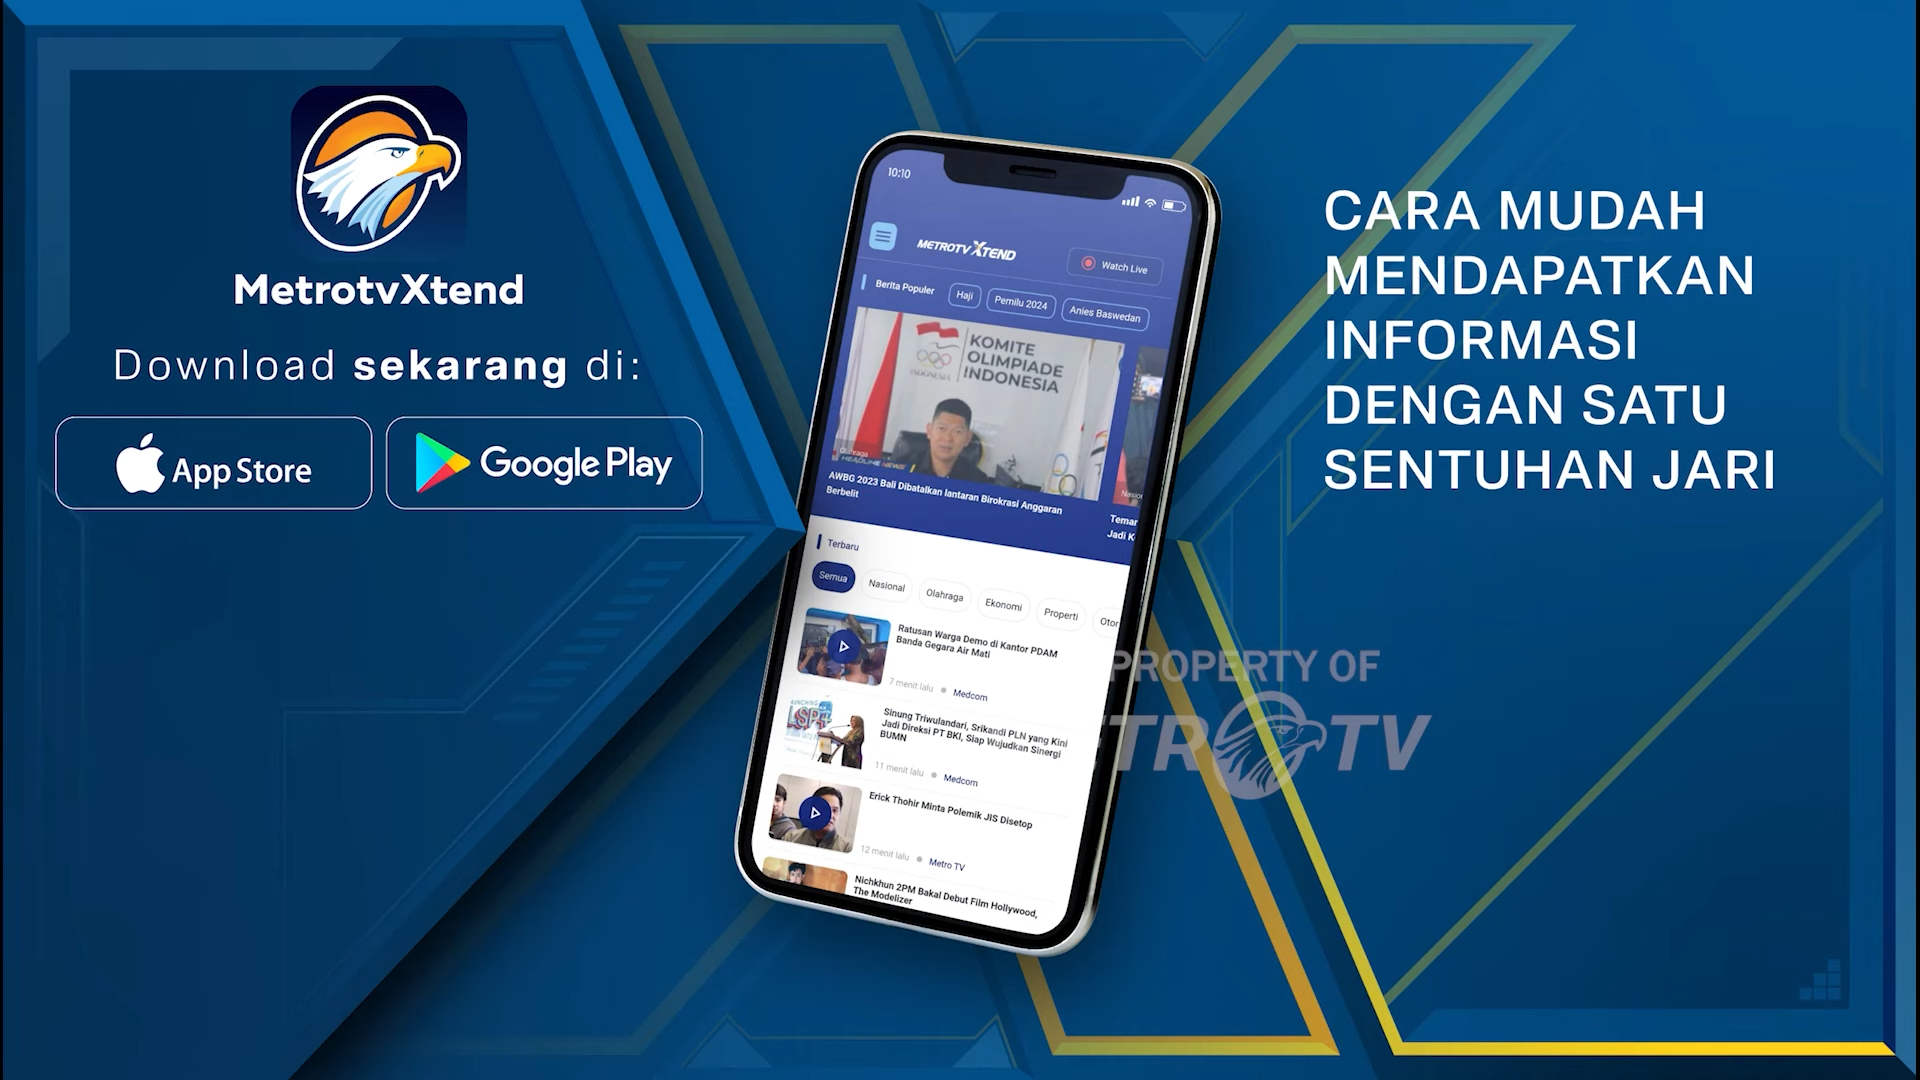 MetrotvXtend
Download sekarang di:
App Store
Google Play
10:10
METROTV XTEND
Watch Live
Berita Populer
Haji
Pemilu 2024
Anies Baswedan
KOMITE
OLIMPIADE
INDONESIA
INDONESIA
Olahraga
HEADLINE NEWS
AWBG 2023 Bali Dibatalkan lantaran Birokrasi Anggaran
Berbelit
Terbaru
Semua
Nasional
Olahraga
Ekonomi
Properti
Ratusan Warga Demo di Kantor PDAM
Banda Gegara Air Mati
7 menit lalu
Medcom
Sinung Triwulandari, Srikandi PLN yang Kini
Jadi Direksi PT BKI, Siap Wujudkan Sinergi
BUMN
11 menit lalu
Medcom
Erick Thohir Minta Polemik JIS Disetop
12 menit lalu
Metro TV
Nichkhun 2PM Bakal Debut Film Hollywood,
The Modelizer
CARA MUDAH
MENDAPATKAN
INFORMASI
DENGAN SATU
SENTUHAN JARI
PROPERTY OF
TV